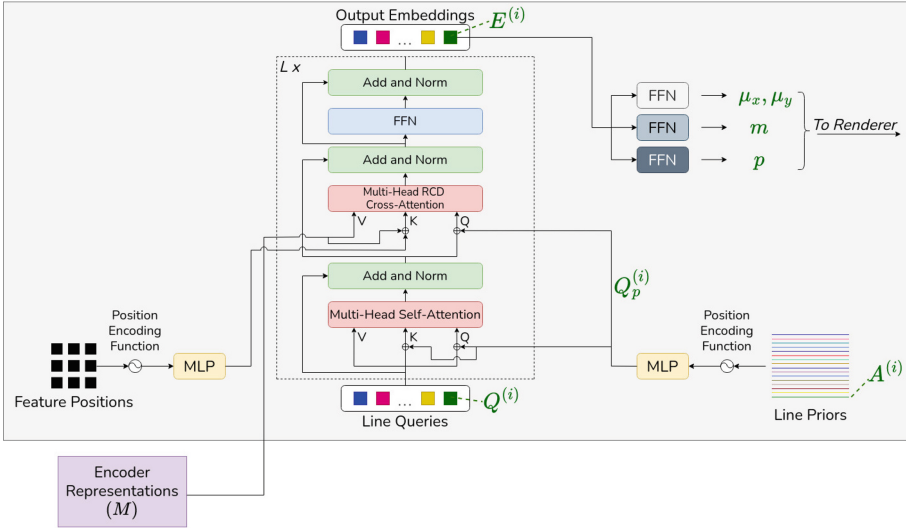 Output Embeddings
E^{(i)}
...
L x
Add and Norm
FFN
Add and Norm
Multi-Head RCD
Cross-Attention
V
K
Q
Add and Norm
Multi-Head Self-Attention
V
K
Q
...
Line Queries
Q^{(i)}
FFN
μ_x, μ_y
FFN
m
FFN
p
To Renderer
Q_p^{(i)}
Position
Encoding
Function
MLP
Feature Positions
Position
Encoding
Function
MLP
A^{(i)}
Line Priors
Encoder
Representations
(M)